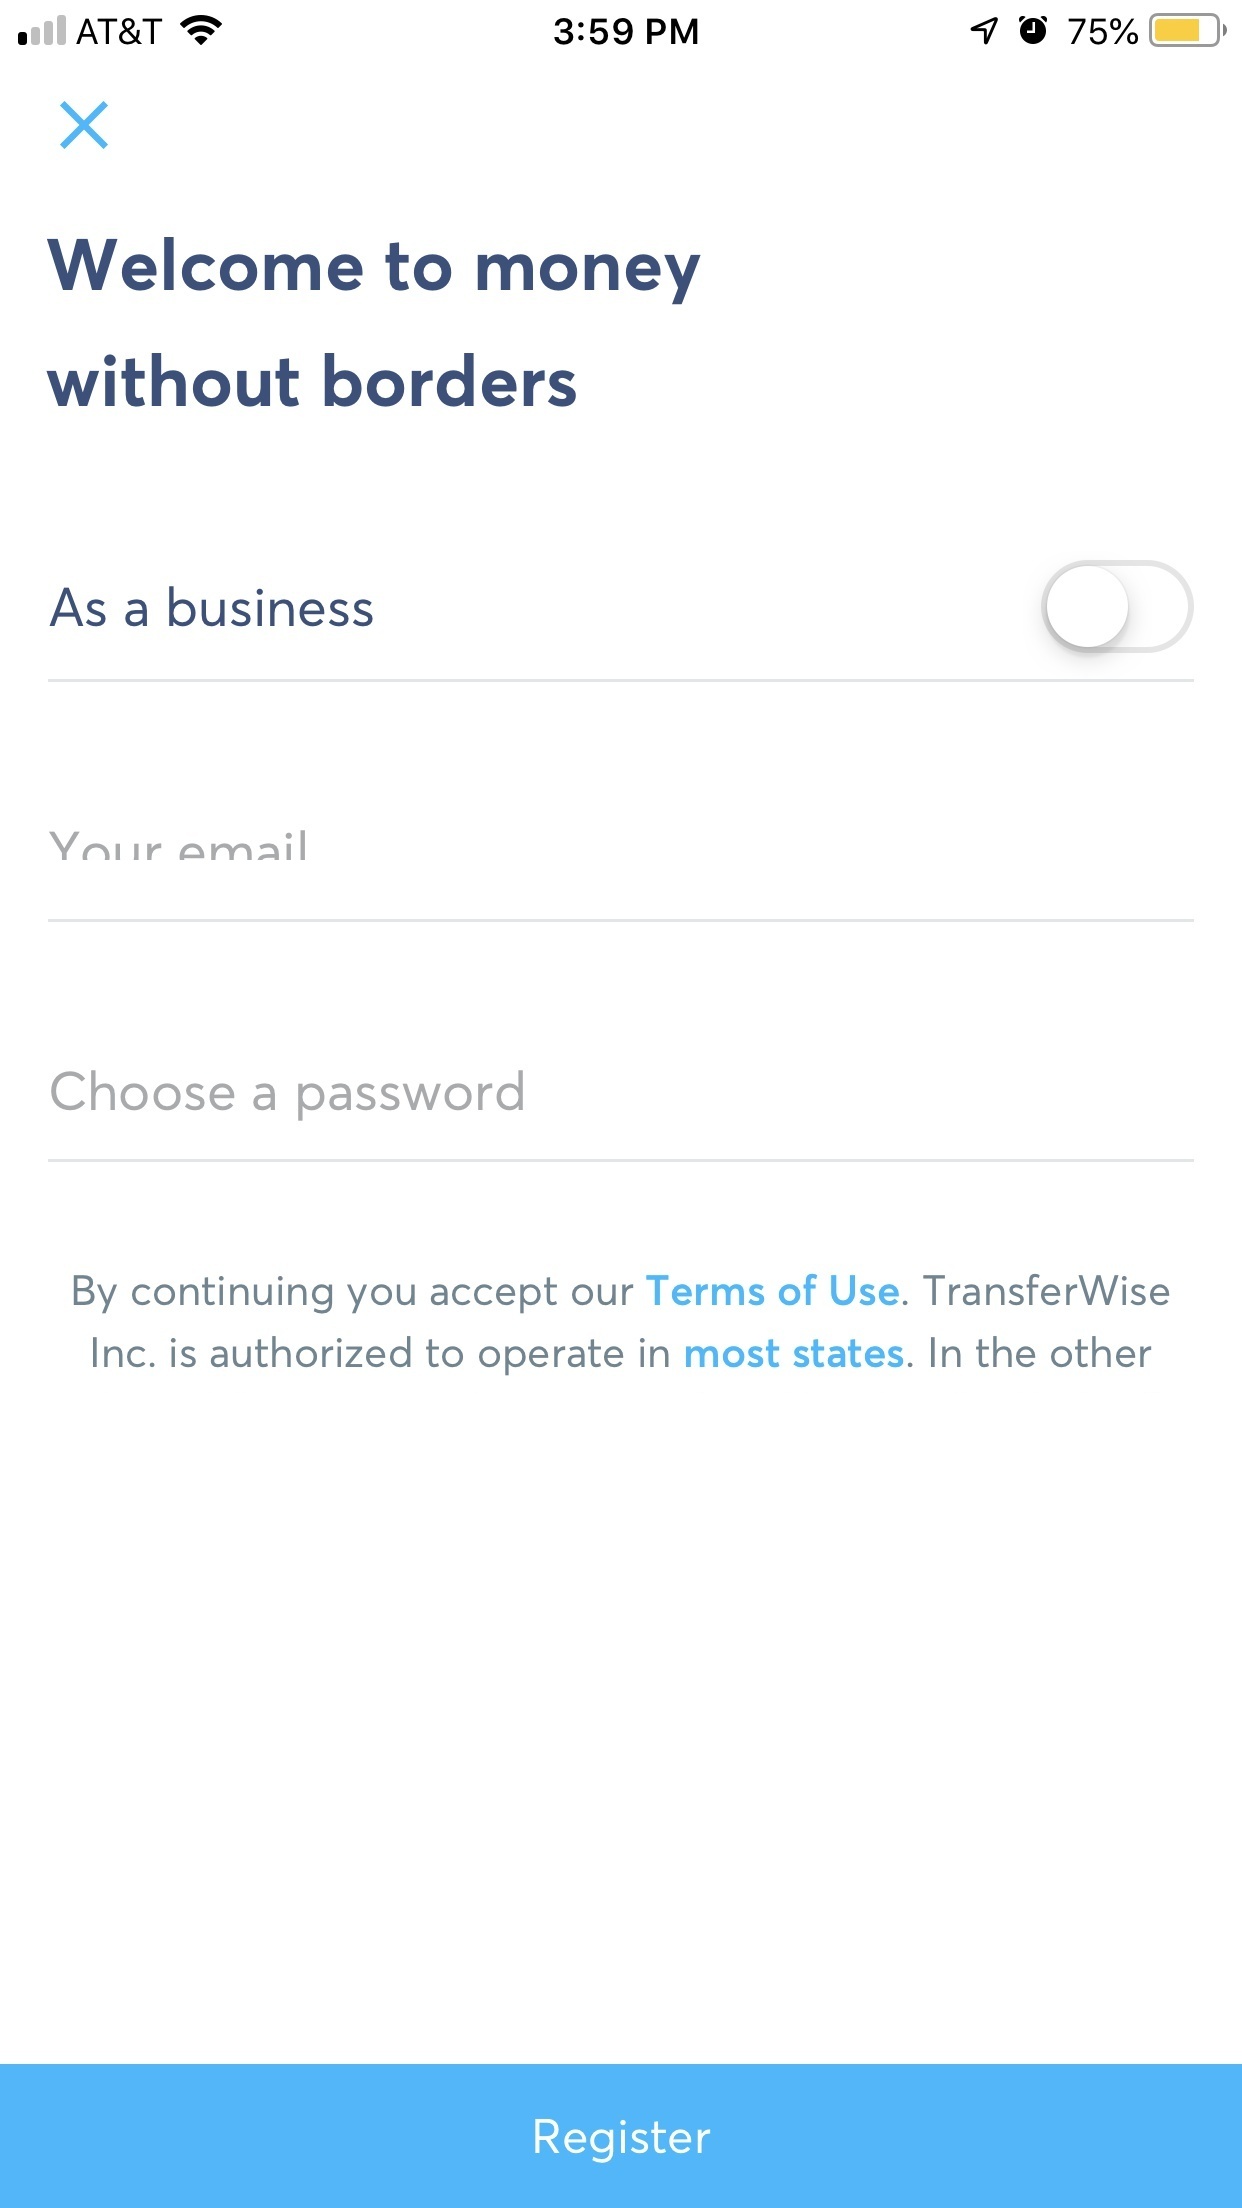 AT&T 3:59 PM 75%
Welcome to money
without borders
As a business
Your email
Choose a password
By continuing you accept our Terms of Use. TransferWise
Inc. is authorized to operate in most states. In the other
Register